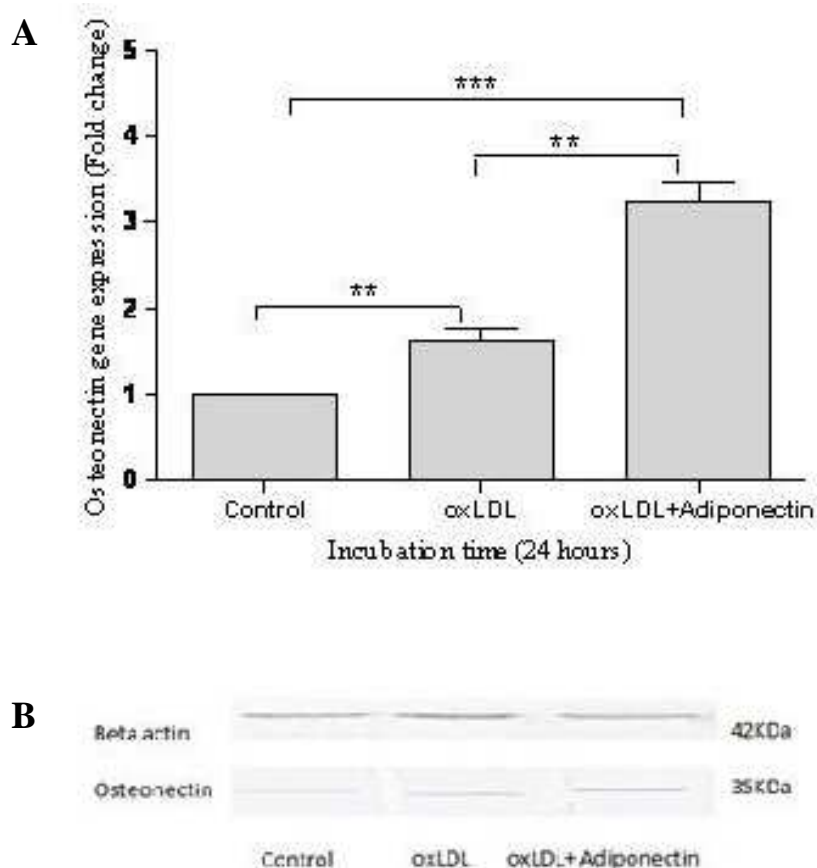 A
Osteonectin gene expression (Fold change)
5
4
3
2
1
0
***
**
**
Control oxLDL oxLDL+Adiponectin
Incubation time (24 hours)
B
Beta actin 42KDa
Osteonectin 35KDa
Control oxLDL oxLDL+Adiponectin